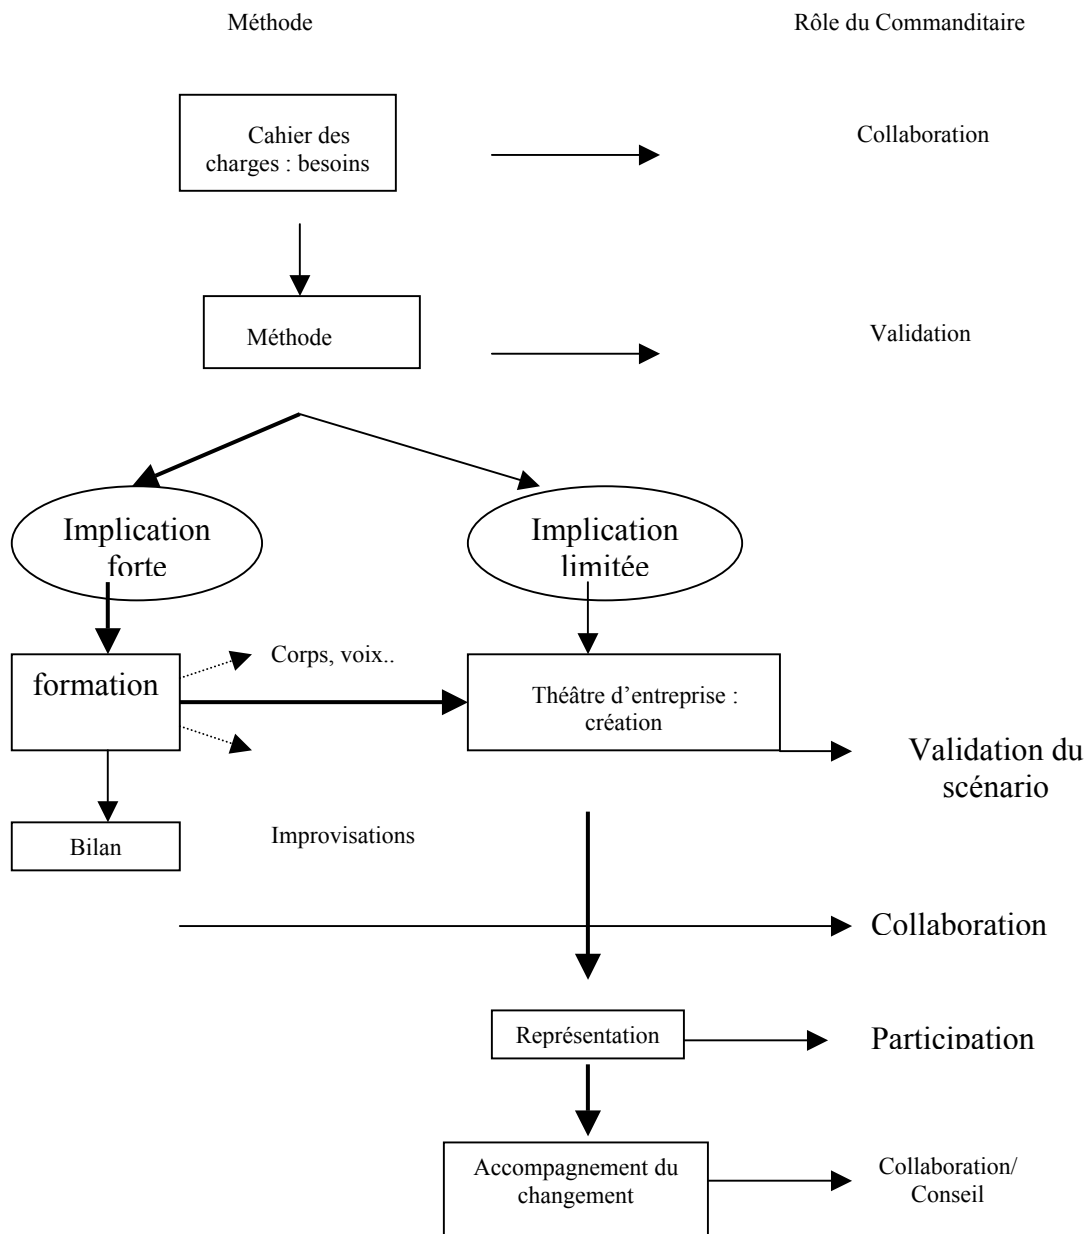 Méthode
Rôle du Commanditaire
Cahier des
charges : besoins
Collaboration
Méthode
Validation
Implication
forte
Implication
limitée
formation
Corps, voix..
Théâtre d’entreprise :
création
Validation du
scénario
Bilan
Improvisations
Collaboration
Représentation
Participation
Accompagnement du
changement
Collaboration/
Conseil